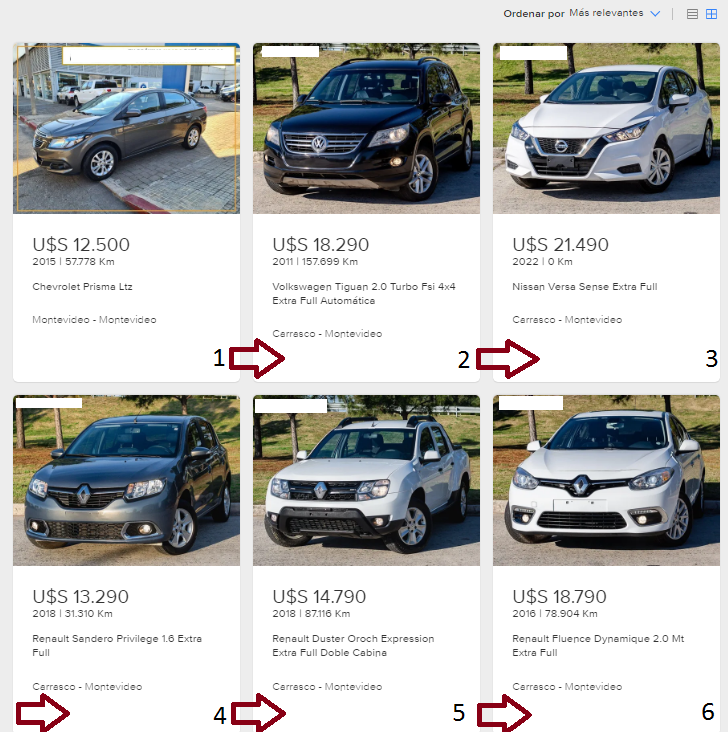 Ordenar por Más relevantes
U$S 12.500
2015 | 57.778 Km
Chevrolet Prisma Ltz
Montevideo - Montevideo
1
U$S 18.290
2011 | 157.699 Km
Volkswagen Tiguan 2.0 Turbo Fsi 4x4
Extra Full Automática
Carrasco - Montevideo
2
U$S 21.490
2022 | 0 Km
Nissan Versa Sense Extra Full
Carrasco - Montevideo
3
U$S 13.290
2018 | 31.310 Km
Renault Sandero Privilege 1.6 Extra
Full
Carrasco - Montevideo
4
U$S 14.790
2018 | 87.116 Km
Renault Duster Oroch Expression
Extra Full Doble Cabina
Carrasco - Montevideo
5
U$S 18.790
2016 | 78.904 Km
Renault Fluence Dynamique 2.0 Mt
Extra Full
Carrasco - Montevideo
6